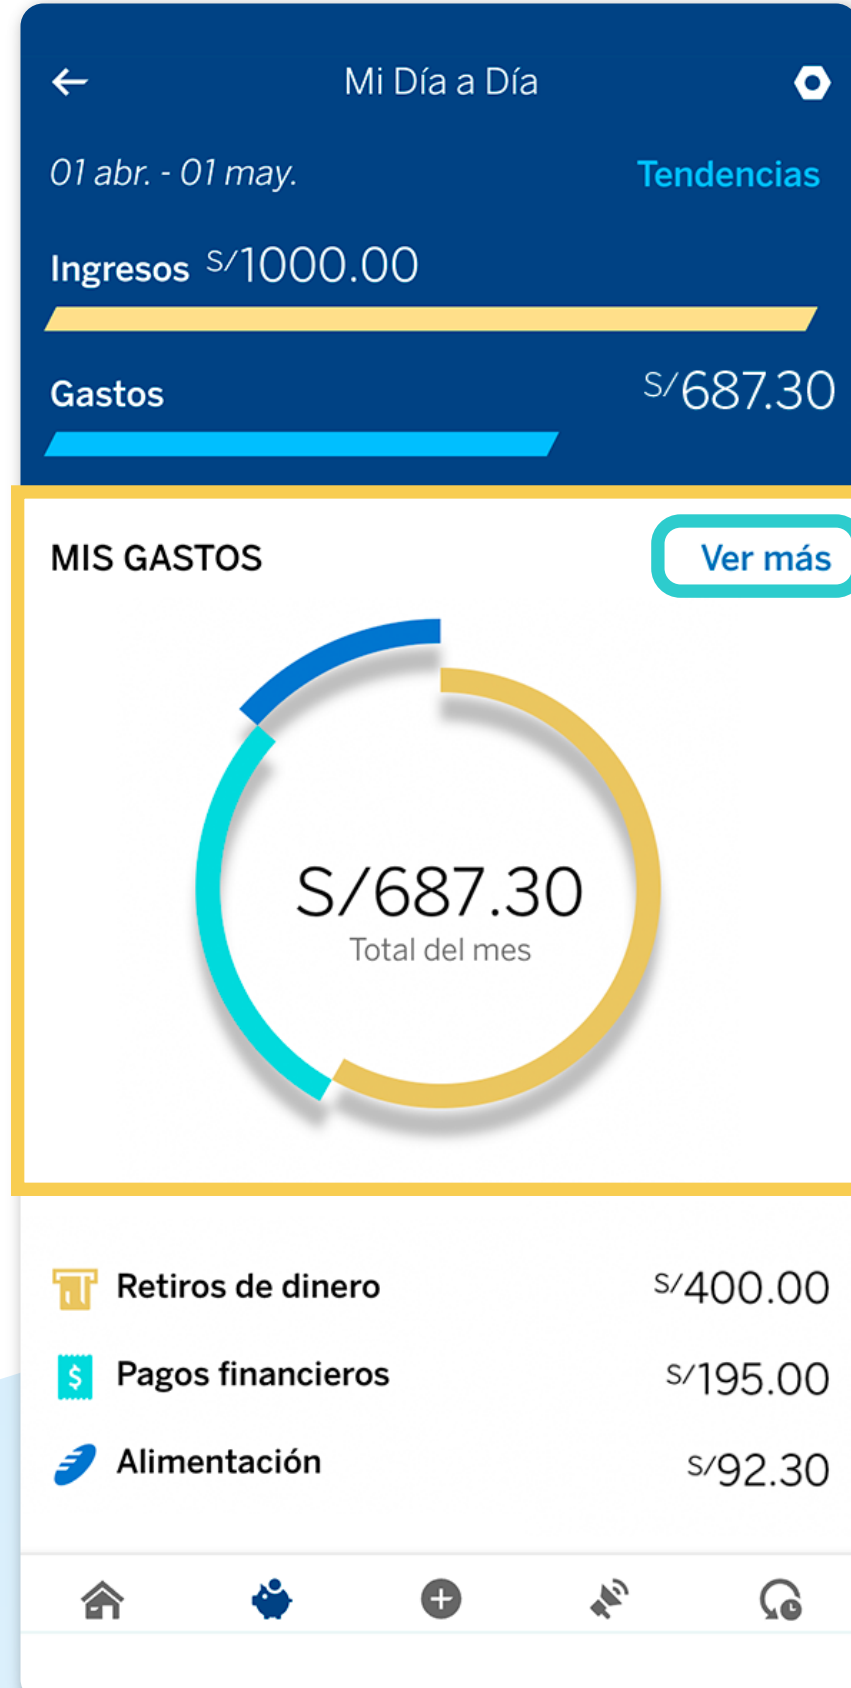 Mi Día a Día
01 abr. - 01 may. Tendencias
Ingresos S/1000.00
Gastos S/687.30
MIS GASTOS Ver más
S/687.30
Total del mes
Retiros de dinero S/400.00
$
Pagos financieros S/195.00
Alimentación S/92.30